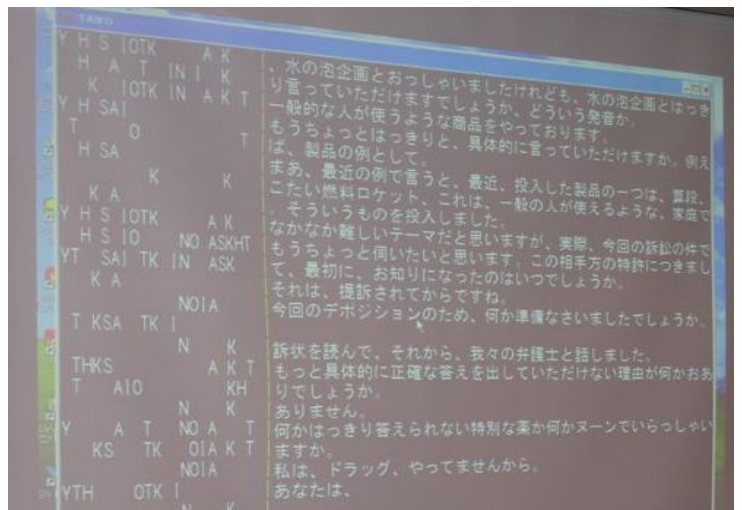 Y H S IOTK A K
H A T IN I K
K IOTK IN A K T
Y H SAI
T O T
H SA
K K
K A
Y H S IOTK A K
H S IO NO ASKHT
YT SAI TK IN ASK
K A
NOIA
T KSA TK I
N K
THKS A K T
T AIO KH
N K
Y A T NO A T
KS TK OIA K T
NOIA
YTH OTK I
N K
、水の泡企画とおっしゃいましたけれども、水の泡企画とはっき
り言っていただけますでしょうか、どういう発音か。
一般的な人が使うような商品をやっております。
もうちょっとはっきりと、具体的に言っていただけますか。例え
ば、製品の例として。
まあ、最近の例で言うと、最近、投入した製品の一つは、算段、
こたい燃料ロケット、これは、一般の人が使えるような、家庭で
。そういうものを投入しました。
なかなか難しいテーマだと思いますが、実際、今回の訴訟の件で
もうちょっと伺いたいと思います。この相手方の特許につきまし
て、最初に、お知りになったのはいつでしょうか。
それは、提訴されてからですね。
今回のデポジションのため、何か準備なさいましたでしょうか。
訴状を読んで、それから、我々の弁護士と話しました。
もっと具体的に正確な答えを出していただけない理由が何かおあ
りでしょうか。
ありません。
何かはっきり答えられない特別な薬か何かヌーンでいらっしゃい
ますか。
私は、ドラッグ、やってませんから。
あなたは、